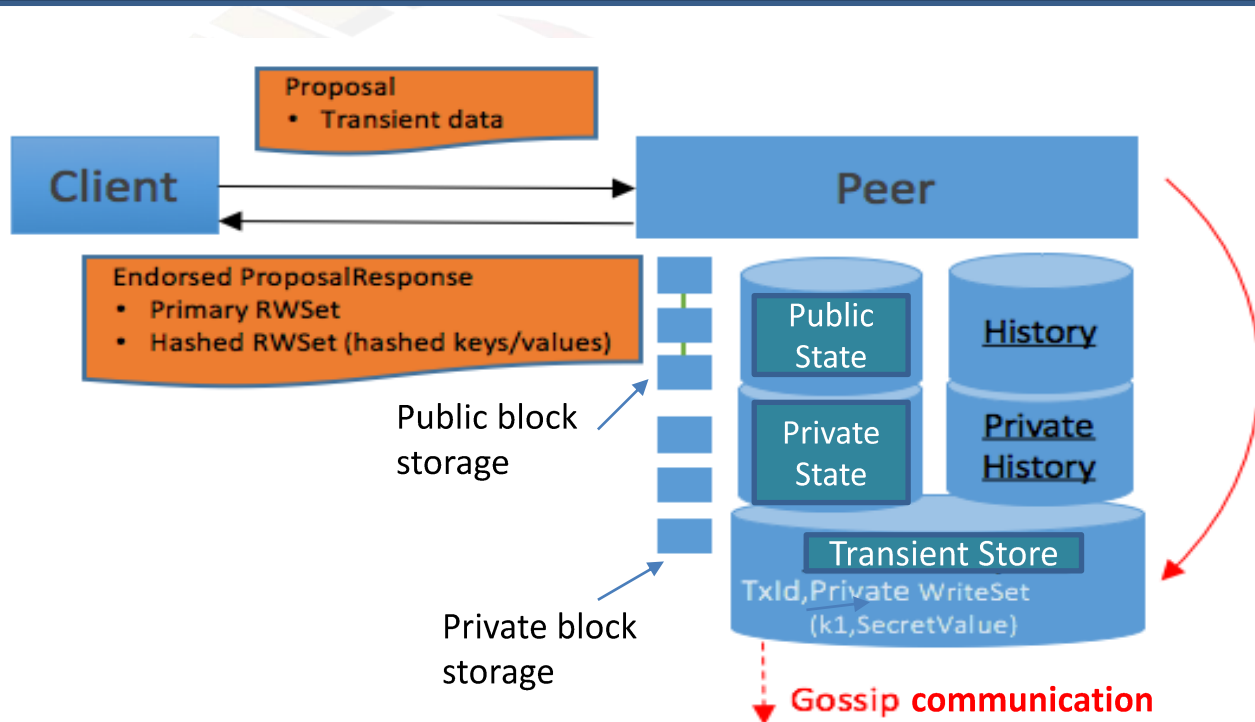 Proposal
• Transient data
Client
Peer
Endorsed ProposalResponse
• Primary RWSet
• Hashed RWSet (hashed keys/values)
Public
State
History
Public block
storage
Private
State
Private
History
Transient Store
TxId,Private WriteSet
(k1,SecretValue}
Private block
storage
Gossip communication